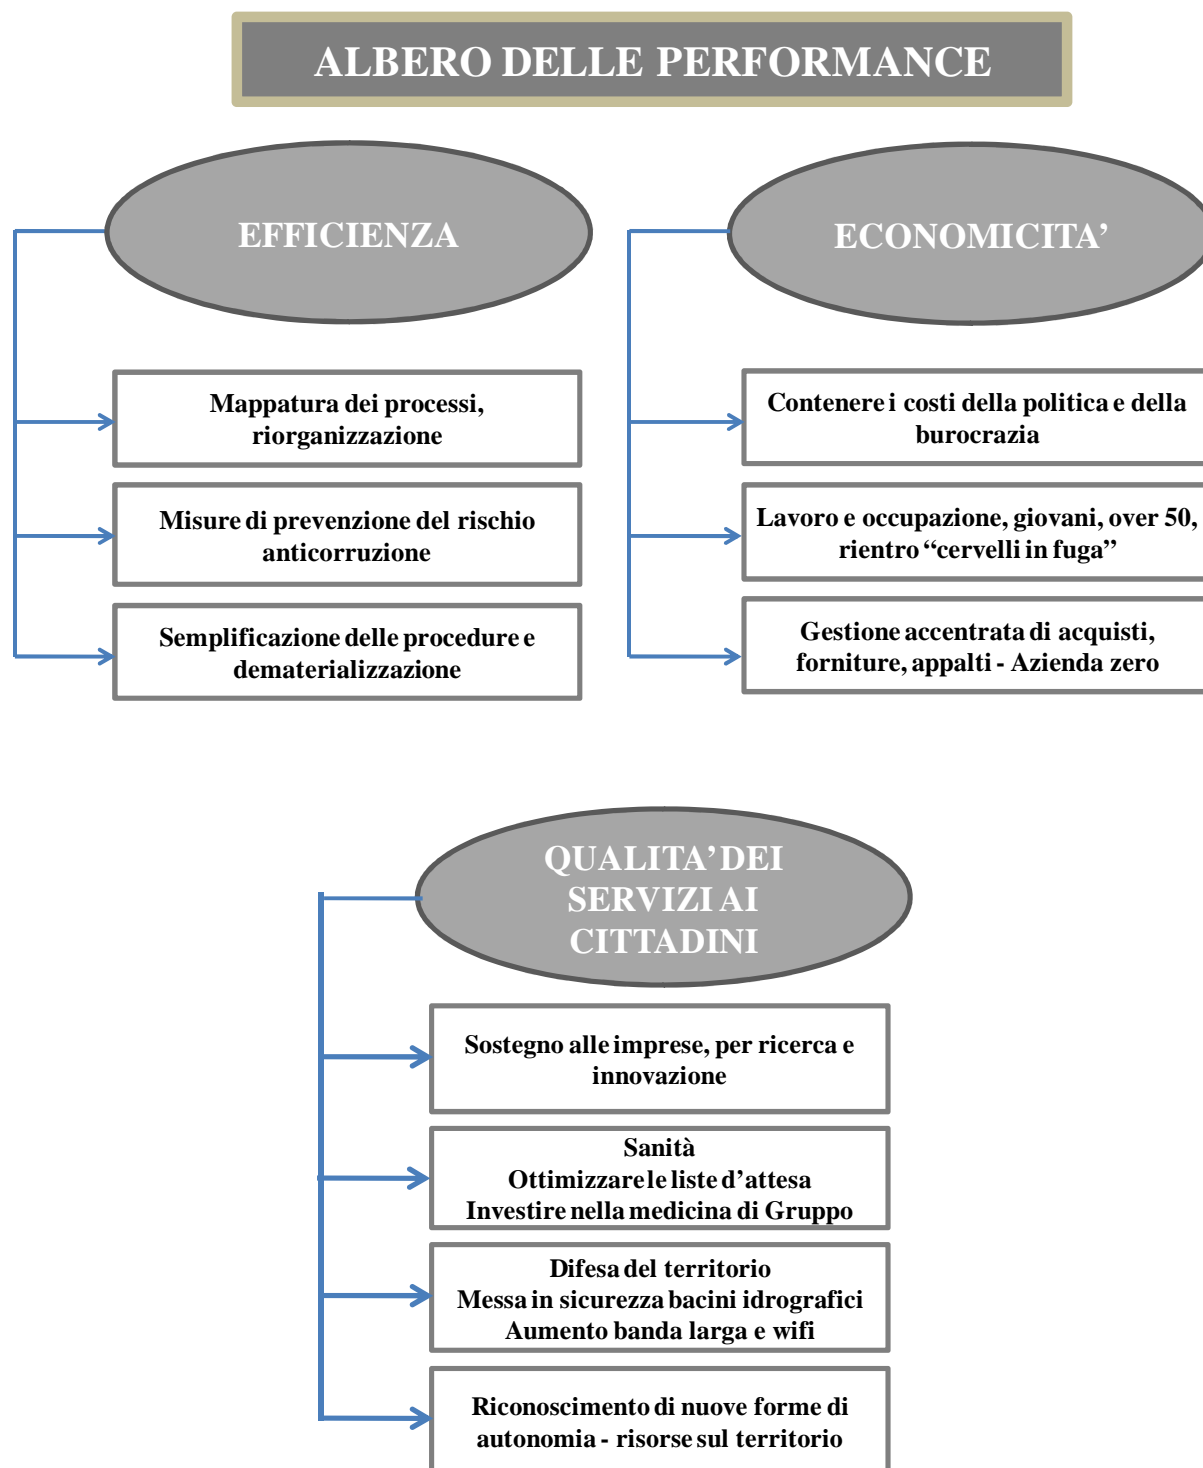 ALBERO DELLE PERFORMANCE
EFFICIENZA
Mappatura dei processi,
riorganizzazione
Misure di prevenzione del rischio
anticorruzione
Semplificazione delle procedure e
dematerializzazione
ECONOMICITA’
Contenere i costi della politica e della
burocrazia
Lavoro e occupazione, giovani, over 50,
rientro “cervelli in fuga”
Gestione accentrata di acquisti,
forniture, appalti - Azienda zero
QUALITA’ DEI
SERVIZI AI
CITTADINI
Sostegno alle imprese, per ricerca e
innovazione
Sanità
Ottimizzare le liste d’attesa
Investire nella medicina di Gruppo
Difesa del territorio
Messa in sicurezza bacini idrografici
Aumento banda larga e wifi
Riconoscimento di nuove forme di
autonomia - risorse sul territorio